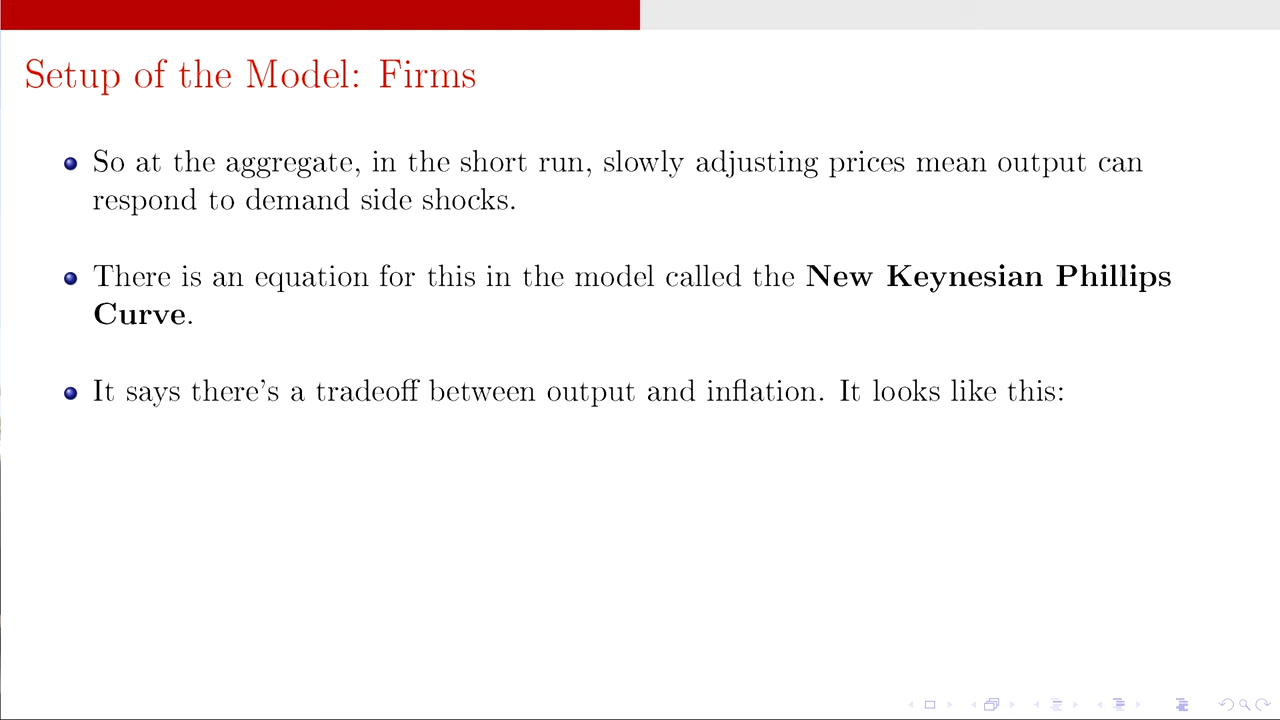 Setup of the Model: Firms
So at the aggregate, in the short run, slowly adjusting prices mean output can
respond to demand side shocks.
There is an equation for this in the model called the New Keynesian Phillips
Curve.
It says there's a tradeoff between output and inflation. It looks like this: